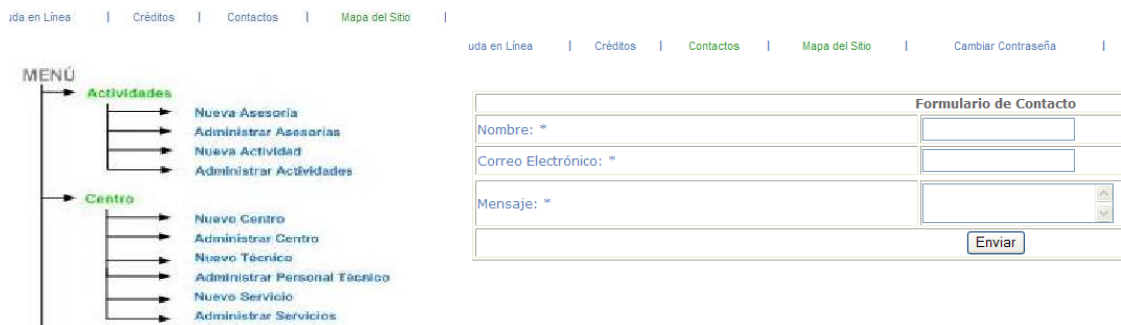 uda en Línea | Créditos | Contactos | Mapa del Sitio |
MENÚ
Actividades
Nueva Asesoría
Administrar Asesorías
Nueva Actividad
Administrar Actividades
Centro
Nuevo Centro
Administrar Centro
Nuevo Técnico
Administrar Personal Técnico
Nuevo Servicio
Administrar Servicios
uda en Línea | Créditos | Contactos | Mapa del Sitio | Cambiar Contraseña |
Formulario de Contacto
Nombre: *
Correo Electrónico: *
Mensaje: *
Enviar